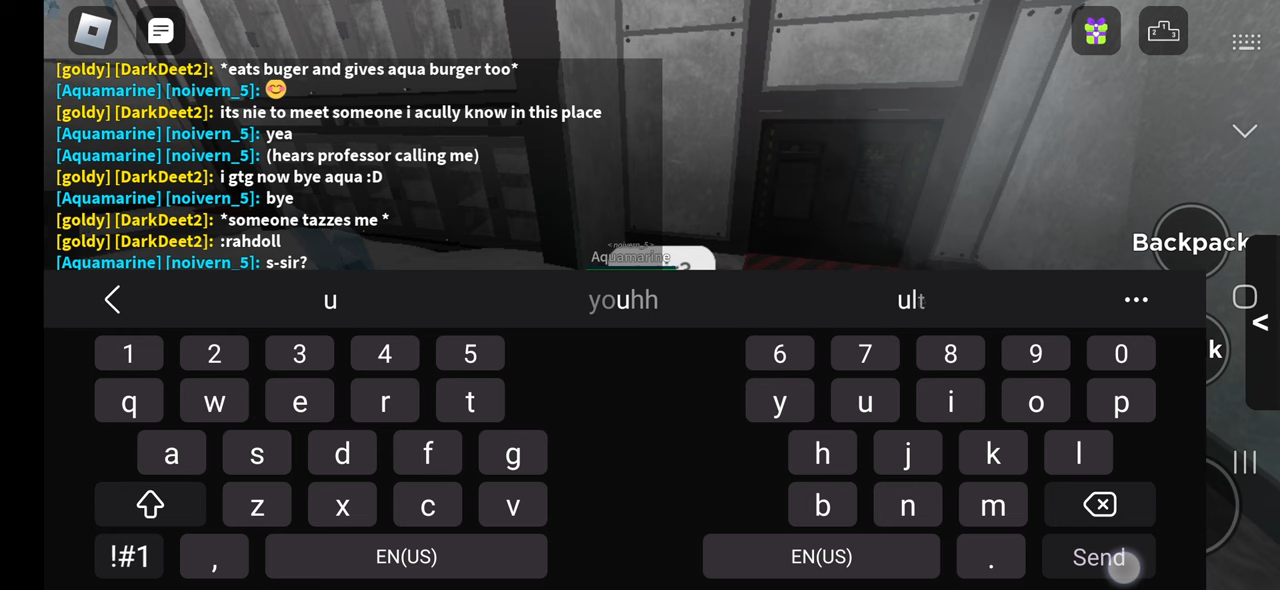 [goldy] [DarkDeet2]: *eats buger and gives aqua burger too*
[Aquamarine] [noivern_5]: 😊
[goldy] [DarkDeet2]: its nie to meet someone i acully know in this place
[Aquamarine] [noivern_5]: yea
[Aquamarine] [noivern_5]: (hears professor calling me)
[goldy] [DarkDeet2]: i gtg now bye aqua :D
[Aquamarine] [noivern_5]: bye
[goldy] [DarkDeet2]: *someone tazzes me *
[goldy] [DarkDeet2]: :rahdoll
[Aquamarine] [noivern_5]: s-sir?
Backpack
<noivern_5>
Aquamarine
u youhh ult
1 2 3 4 5 6 7 8 9 0
k
q w e r t y u i o p
a s d f g h j k l
z x c v b n m
!#1 , EN(US) EN(US) . Send